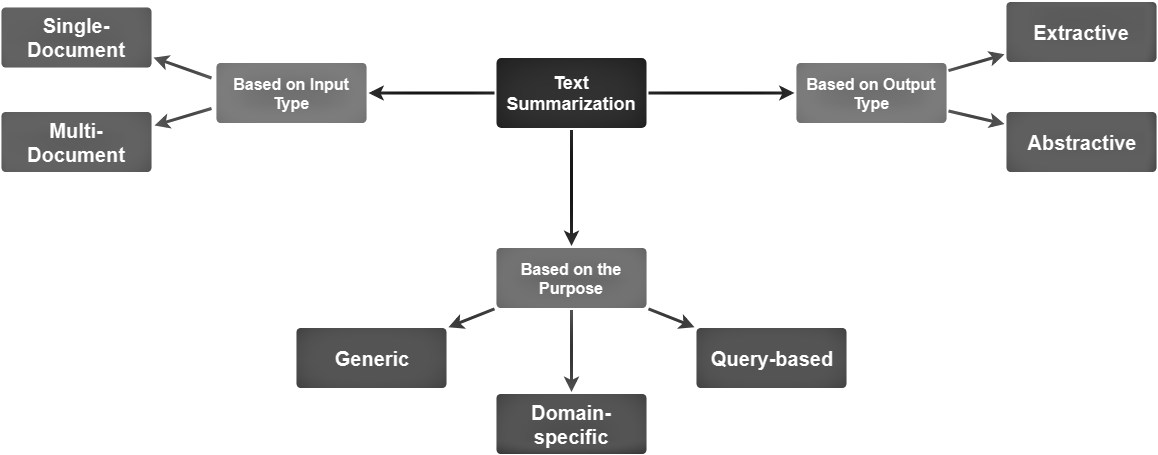 Single-
Document
Multi-
Document
Based on Input
Type
Text
Summarization
Based on Output
Type
Extractive
Abstractive
Based on the
Purpose
Generic
Domain-
specific
Query-based